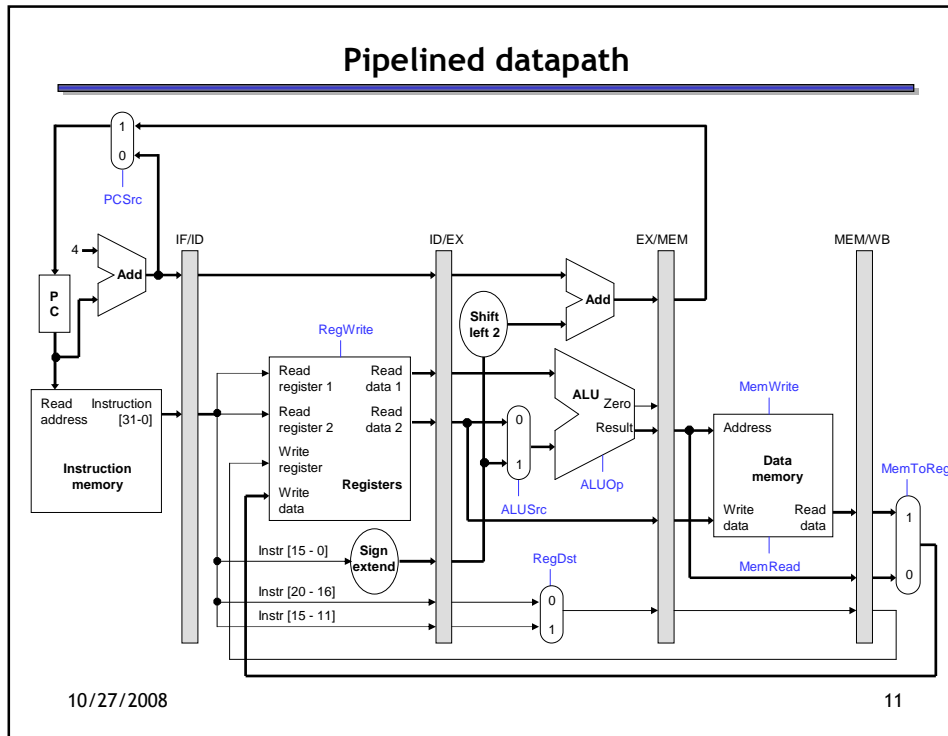 Pipelined datapath
1
0
PCSrc
IF/ID
ID/EX
EX/MEM
MEM/WB
4
Add
P
C
Add
Shift
left 2
RegWrite
Read
register 1
Read
data 1
Read
register 2
Read
data 2
Write
register
Write
data
Registers
Read
address
Instruction
[31-0]
Instruction
memory
0
1
ALUSrc
ALU
Zero
Result
ALUOp
MemWrite
Address
Data
memory
Write
data
Read
data
MemRead
MemToReg
1
0
Instr [15 - 0]
Sign
extend
RegDst
Instr [20 - 16]
0
Instr [15 - 11]
1
10/27/2008
11